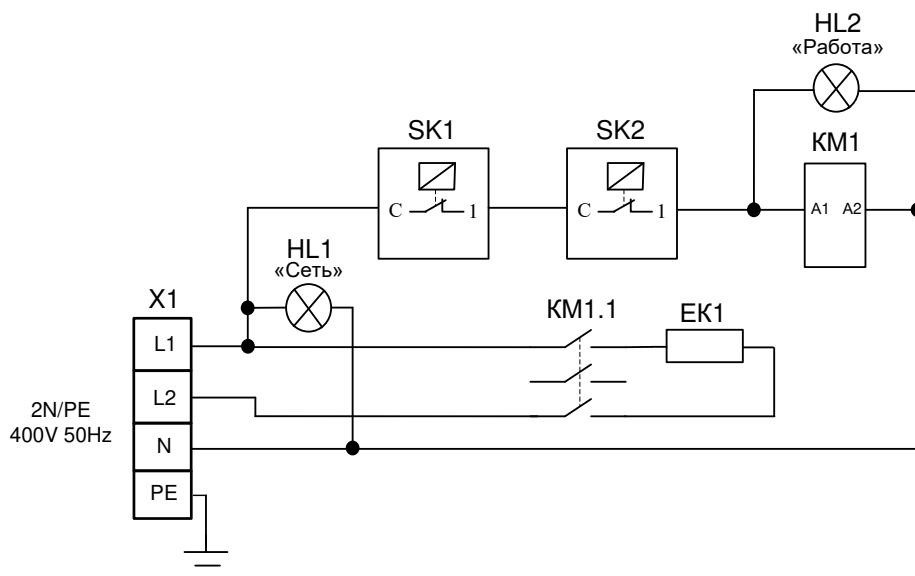 HL2
«Работа»
SK1
SK2
KM1
C
1
C
1
A1
A2
HL1
«Сеть»
X1
KM1.1
EK1
L1
L2
2N/PE
400V 50Hz
N
PE